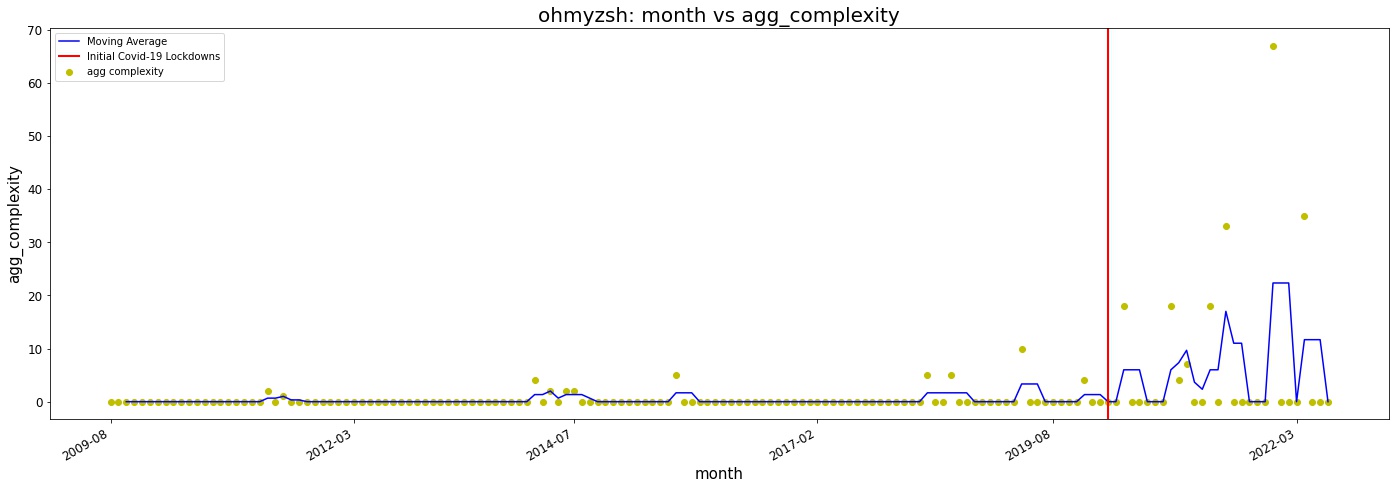 ohmyzsh: month vs agg_complexity
Moving Average
Initial Covid-19 Lockdowns
agg complexity
agg_complexity
70
60
50
40
30
20
10
0
2009-08
2012-03
2014-07
2017-02
2019-08
2022-03
month